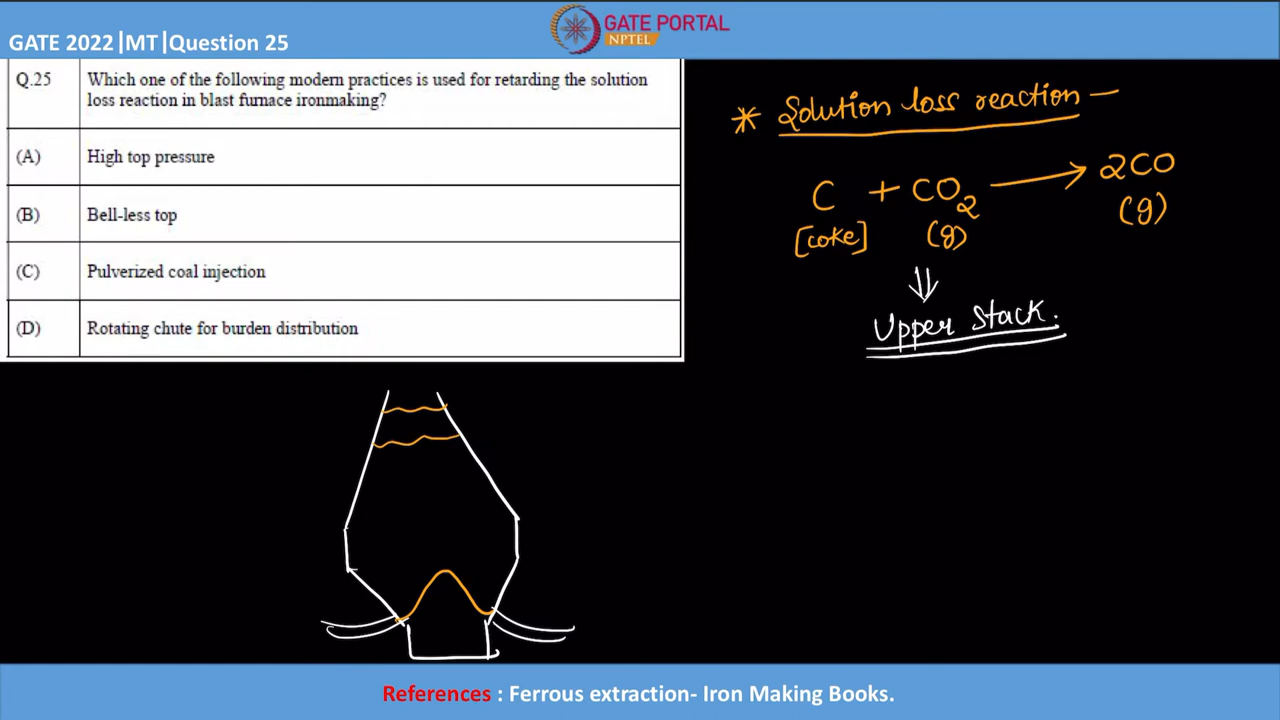 GATE 2022|MT|Question 25
GATE PORTAL
NPTEL
Q.25 Which one of the following modern practices is used for retarding the solution
loss reaction in blast furnace ironmaking?
(A) High top pressure
(B) Bell-less top
(C) Pulverized coal injection
(D) Rotating chute for burden distribution
* Solution loss reaction —
C + CO2 → 2CO
[coke] (g) (g)
⇓
Upper Stack.
References : Ferrous extraction- Iron Making Books.